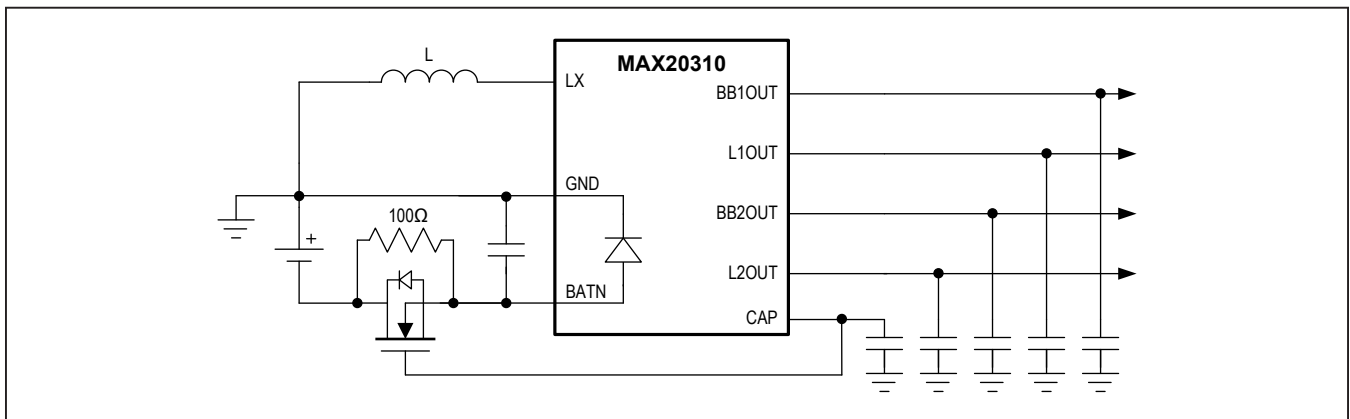 MAX20310
L
LX
BB1OUT
L1OUT
GND
BB2OUT
100Ω
+
L2OUT
BATN
CAP